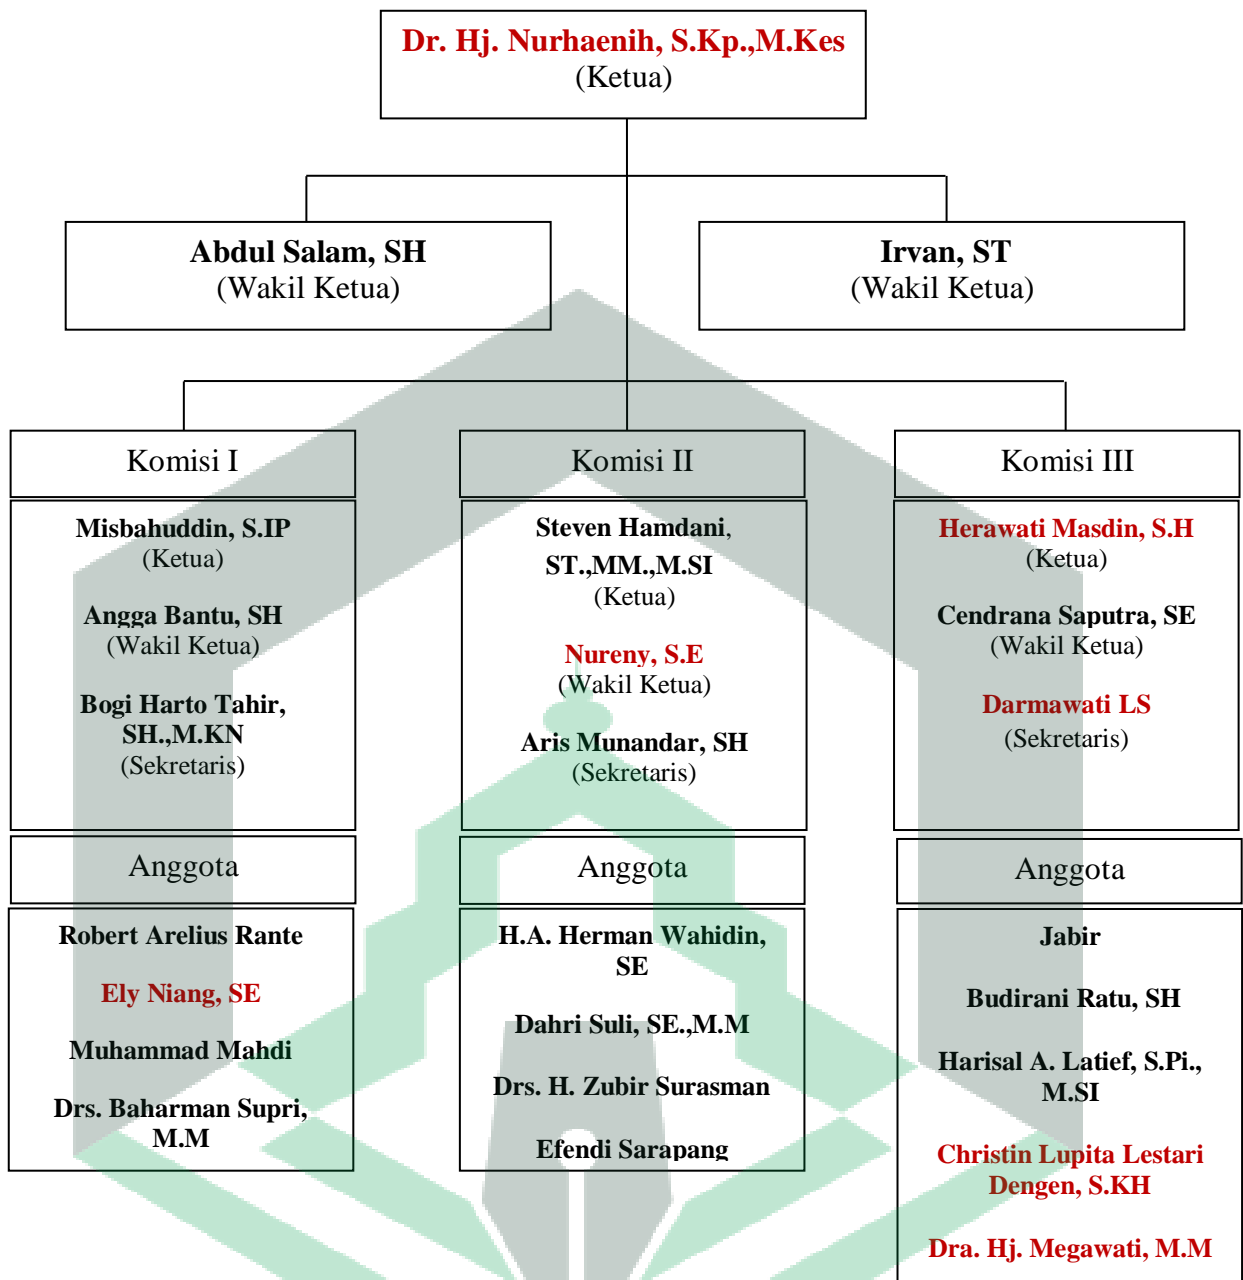 Dr. Hj. Nurhaenih, S.Kp.,M.Kes
(Ketua)
Abdul Salam, SH
(Wakil Ketua)
Irvan, ST
(Wakil Ketua)
Komisi I
Misbahuddin, S.IP
(Ketua)
Angga Bantu, SH
(Wakil Ketua)
Bogi Harto Tahir,
SH.,M.KN
(Sekretaris)
Anggota
Robert Arelius Rante
Ely Niang, SE
Muhammad Mahdi
Drs. Baharman Supri,
M.M
Komisi II
Steven Hamdani,
ST.,MM.,M.SI
(Ketua)
Nureny, S.E
(Wakil Ketua)
Aris Munandar, SH
(Sekretaris)
Anggota
H.A. Herman Wahidin,
SE
Dahri Suli, SE.,M.M
Drs. H. Zubir Surasman
Efendi Sarapang
Komisi III
Herawati Masdin, S.H
(Ketua)
Cendrana Saputra, SE
(Wakil Ketua)
Darmawati LS
(Sekretaris)
Anggota
Jabir
Budirani Ratu, SH
Harisal A. Latief, S.Pi.,
M.SI
Christin Lupita Lestari
Dengen, S.KH
Dra. Hj. Megawati, M.M